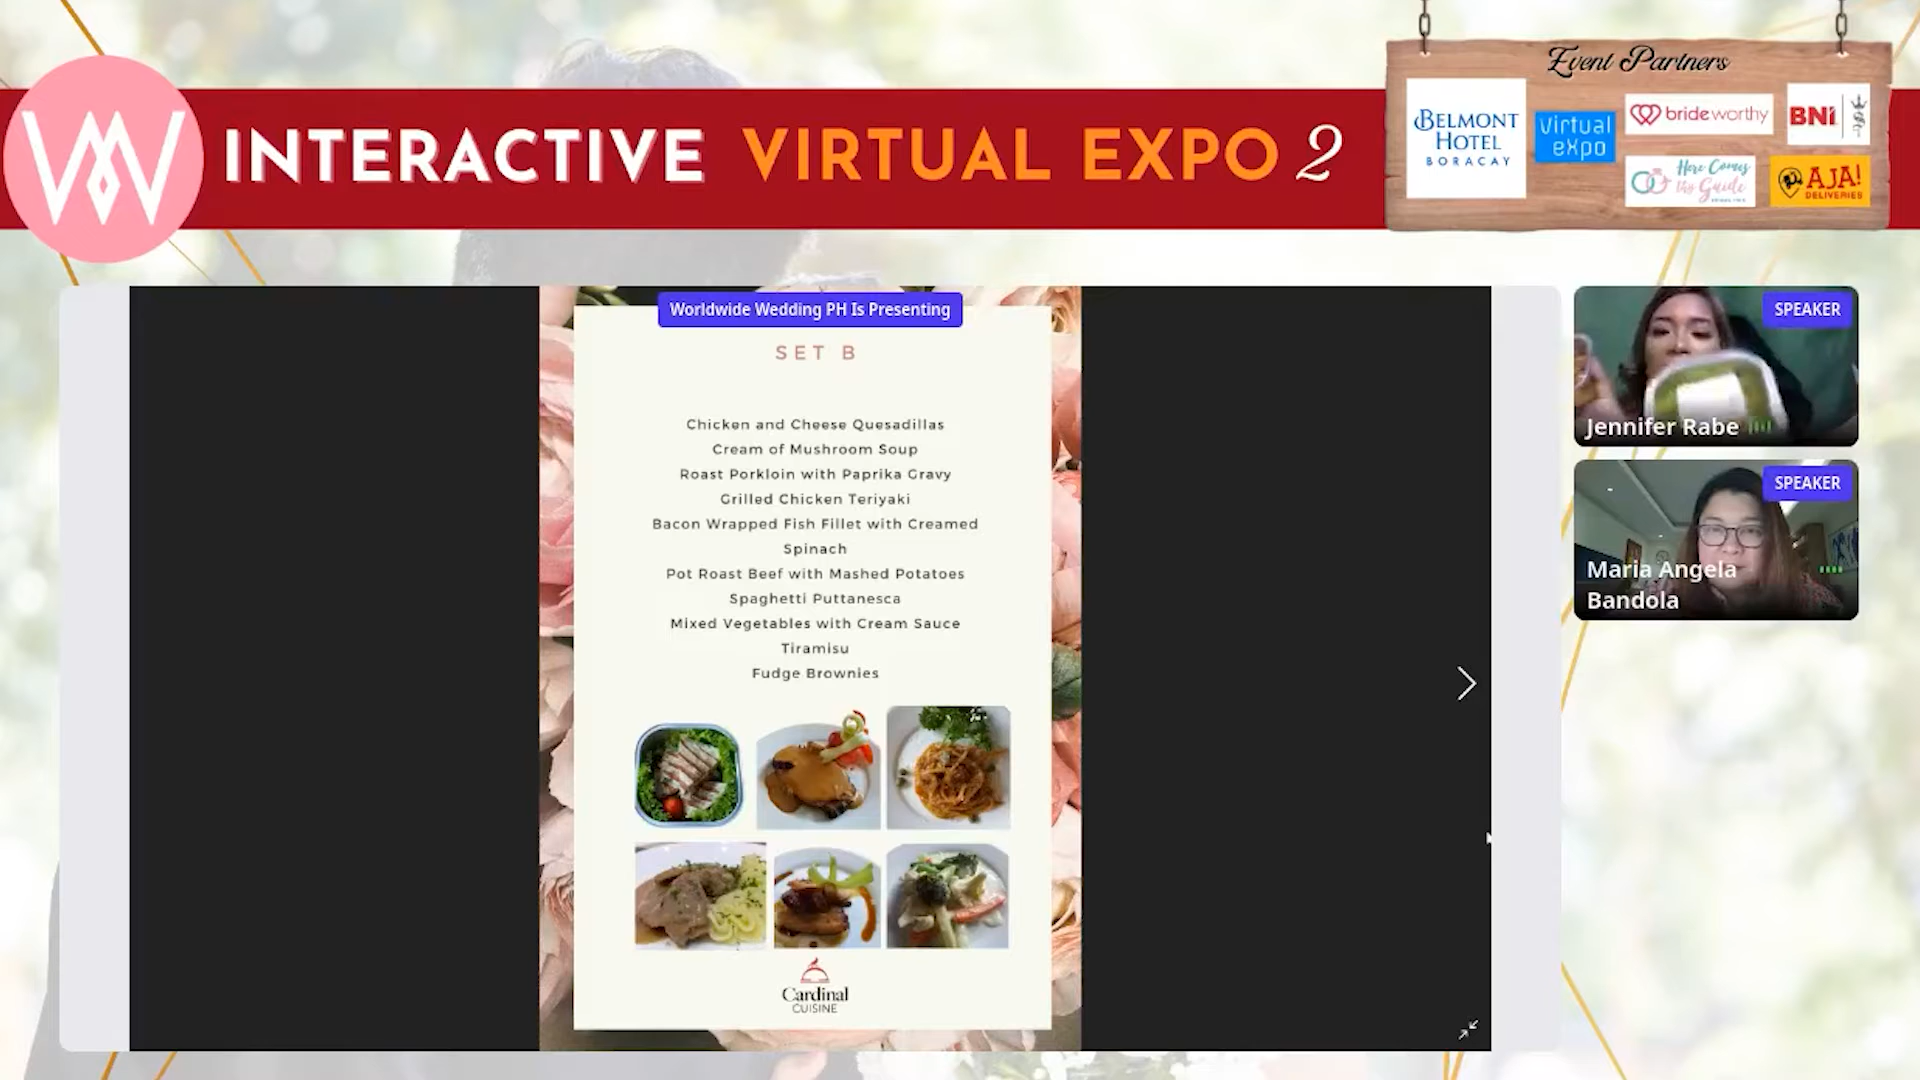 W
INTERACTIVE VIRTUAL EXPO 2
Event Partners
BELMONT
HOTEL
BORACAY
Virtual
eXpo
brideworthy
BNI
Here Comes
The Guide
AJA!
DELIVERIES
Worldwide Wedding PH Is Presenting
SET B
Chicken and Cheese Quesadillas
Cream of Mushroom Soup
Roast Porkloin with Paprika Gravy
Grilled Chicken Teriyaki
Bacon Wrapped Fish Fillet with Creamed
Spinach
Pot Roast Beef with Mashed Potatoes
Spaghetti Puttanesca
Mixed Vegetables with Cream Sauce
Tiramisu
Fudge Brownies
Cardinal
CUISINE
SPEAKER
Jennifer Rabe
SPEAKER
Maria Angela
Bandola